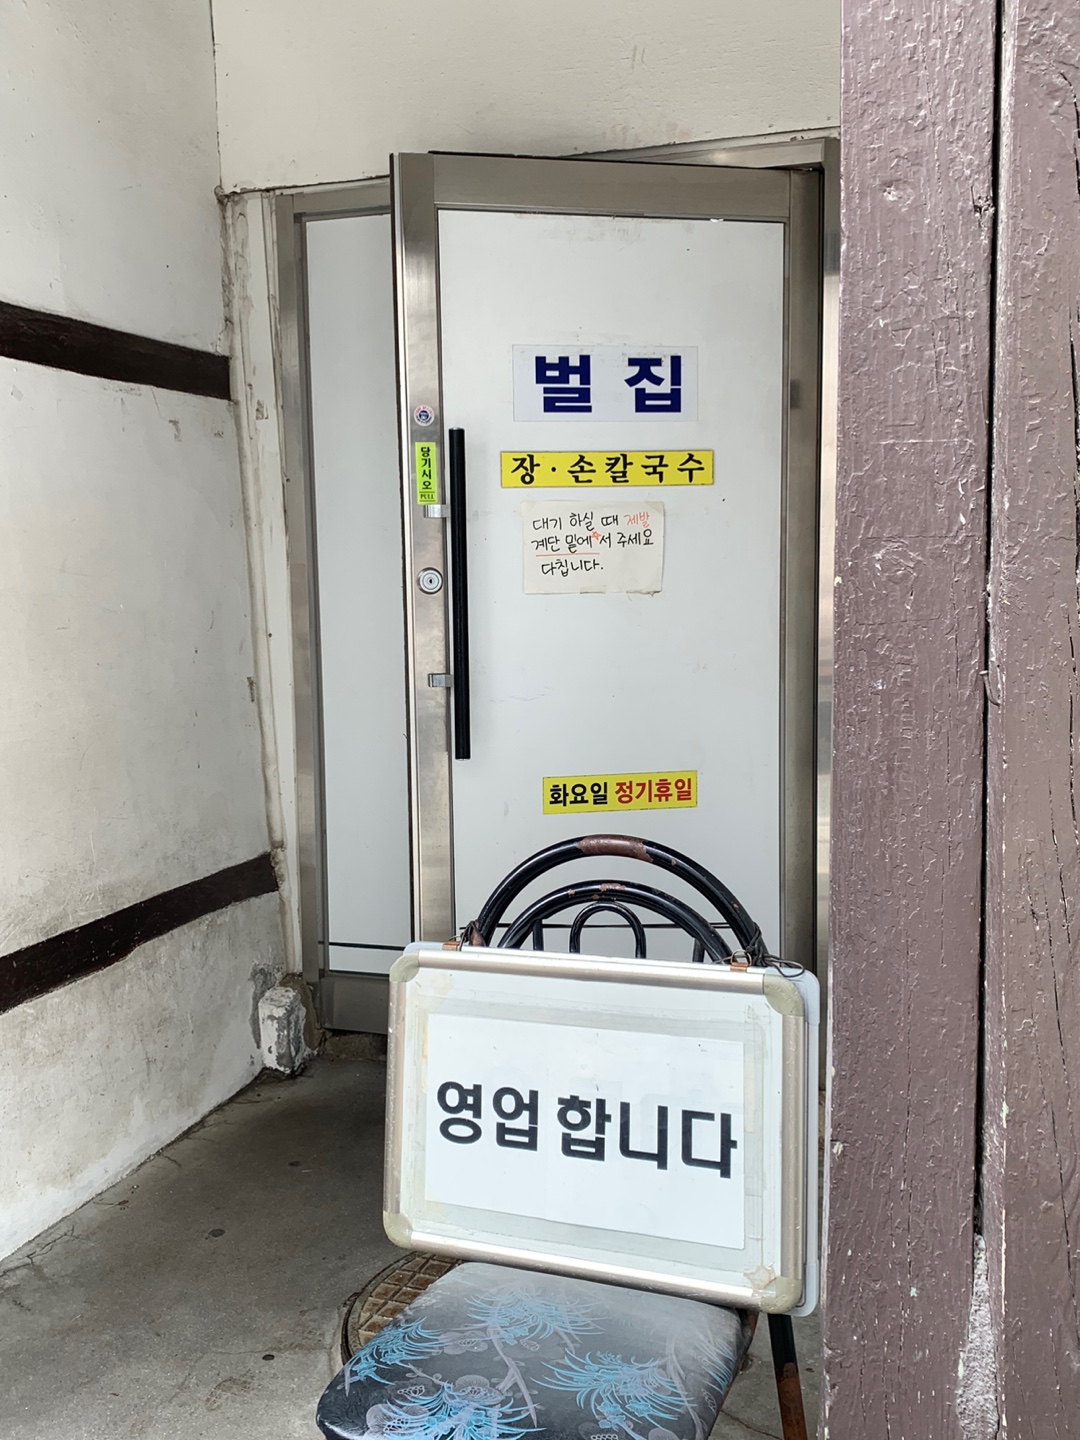 벌집
장·손칼국수
당기시오
PULL
대기 하실 때 제발
계단 밑에 서 주세요
다칩니다.
화요일 정기휴일
영업합니다